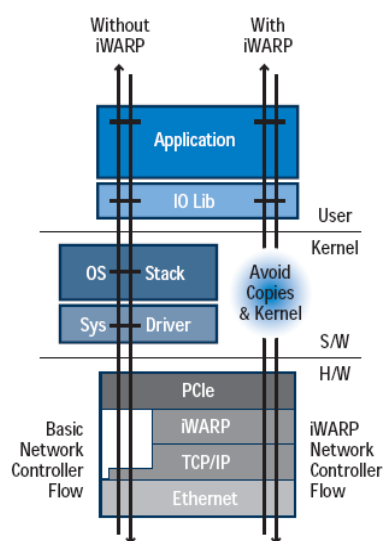 Without
iWARP
With
iWARP
Application
IO Lib
User
Kernel
OS Stack
Sys Driver
Avoid
Copies
& Kernel
S/W
H/W
PCIe
iWARP
TCP/IP
Ethernet
Basic
Network
Controller
Flow
iWARP
Network
Controller
Flow